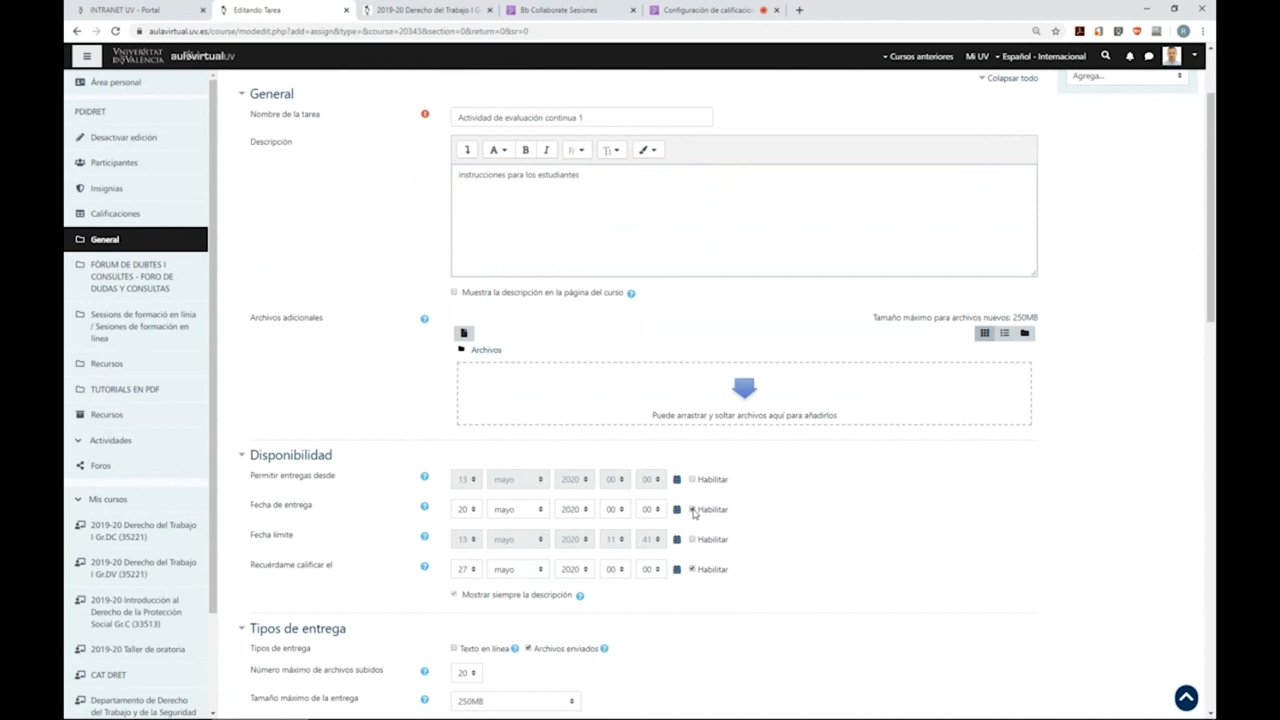 INTRANET UV - Portal
Editando Tarea
2019-20 Derecho del Trabajo I G
Bb Collaborate Sesiones
Configuración de calificacio
aulavirtual.uv.es/course/modedit.php?add=assign&type=&course=20343&section=0&return=0&sr=0
VNIVERSITAT ID VALÈNCIA aulavirtualuv
Cursos anteriores
Mi UV
Español - Internacional
Área personal
PDIDRET
Desactivar edición
Participantes
Insignias
Calificaciones
General
FÒRUM DE DUBTES I
CONSULTES - FORO DE
DUDAS Y CONSULTAS
Sessions de formació en línia
/ Sesiones de formación en
línea
Recursos
TUTORIALS EN PDF
Recursos
Actividades
Foros
Mis cursos
2019-20 Derecho del Trabajo
I Gr.DC (35221)
2019-20 Derecho del Trabajo
I Gr.DV (35221)
2019-20 Introducción al
Derecho de la Protección
Social Gr.C (33513)
2019-20 Taller de oratoria
CAT DRET
Departamento de Derecho
del Trabajo y de la Seguridad
Colapsar todo
Agrega...
General
Nombre de la tarea
Actividad de evaluación continua 1
Descripción
A B I
instrucciones para los estudiantes
Muestra la descripción en la página del curso
Archivos adicionales
Tamaño máximo para archivos nuevos: 250MB
Archivos
Puede arrastrar y soltar archivos aquí para añadirlos
Disponibilidad
Permitir entregas desde 13 mayo 2020 00 00 Habilitar
Fecha de entrega 20 mayo 2020 00 00 Habilitar
Fecha límite 13 mayo 2020 11 41 Habilitar
Recuérdame calificar el 27 mayo 2020 00 00 Habilitar
Mostrar siempre la descripción
Tipos de entrega
Tipos de entrega Texto en línea Archivos enviados
Número máximo de archivos subidos 20
Tamaño máximo de la entrega 250MB